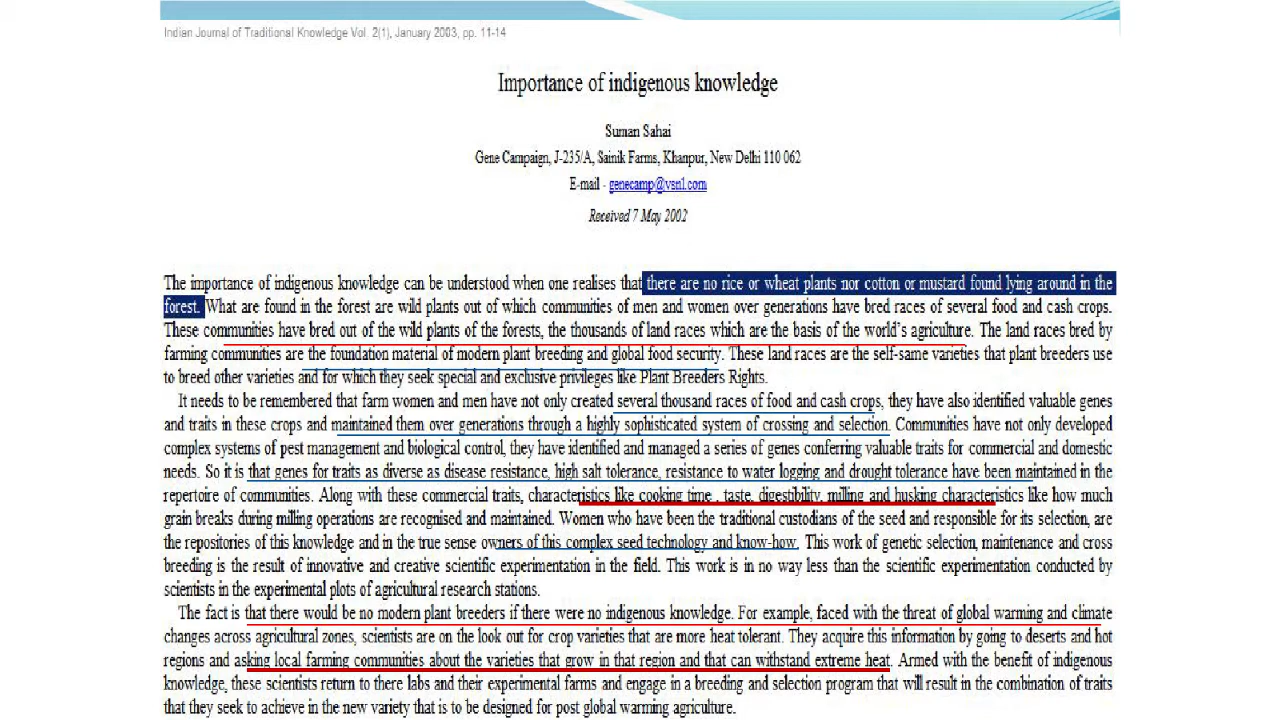 Indian Journal of Traditional Knowledge Vol. 2(1), January 2003, pp. 11-14
Importance of indigenous knowledge
Suman Sahai
Gene Campaign, J-235/A, Sainik Farms, Khanpur, New Delhi 110 062
E-mail - genecamp@vsnl.com
Received 7 May 2002
The importance of indigenous knowledge can be understood when one realises that there are no rice or wheat plants nor cotton or mustard found lying around in the
forest. What are found in the forest are wild plants out of which communities of men and women over generations have bred races of several food and cash crops.
These communities have bred out of the wild plants of the forests, the thousands of land races which are the basis of the world's agriculture. The land races bred by
farming communities are the foundation material of modern plant breeding and global food security. These land races are the self-same varieties that plant breeders use
to breed other varieties and for which they seek special and exclusive privileges like Plant Breeders Rights.
It needs to be remembered that farm women and men have not only created several thousand races of food and cash crops, they have also identified valuable genes
and traits in these crops and maintained them over generations through a highly sophisticated system of crossing and selection. Communities have not only developed
complex systems of pest management and biological control, they have identified and managed a series of genes conferring valuable traits for commercial and domestic
needs. So it is that genes for traits as diverse as disease resistance, high salt tolerance, resistance to water logging and drought tolerance have been maintained in the
repertoire of communities. Along with these commercial traits, characteristics like cooking time , taste, digestibility, milling and husking characteristics like how much
grain breaks during milling operations are recognised and maintained. Women who have been the traditional custodians of the seed and responsible for its selection, are
the repositories of this knowledge and in the true sense owners of this complex seed technology and know-how. This work of genetic selection, maintenance and cross
breeding is the result of innovative and creative scientific experimentation in the field. This work is in no way less than the scientific experimentation conducted by
scientists in the experimental plots of agricultural research stations.
The fact is that there would be no modern plant breeders if there were no indigenous knowledge. For example, faced with the threat of global warming and climate
changes across agricultural zones, scientists are on the look out for crop varieties that are more heat tolerant. They acquire this information by going to deserts and hot
regions and asking local farming communities about the varieties that grow in that region and that can withstand extreme heat. Armed with the benefit of indigenous
knowledge, these scientists return to there labs and their experimental farms and engage in a breeding and selection program that will result in the combination of traits
that they seek to achieve in the new variety that is to be designed for post global warming agriculture.